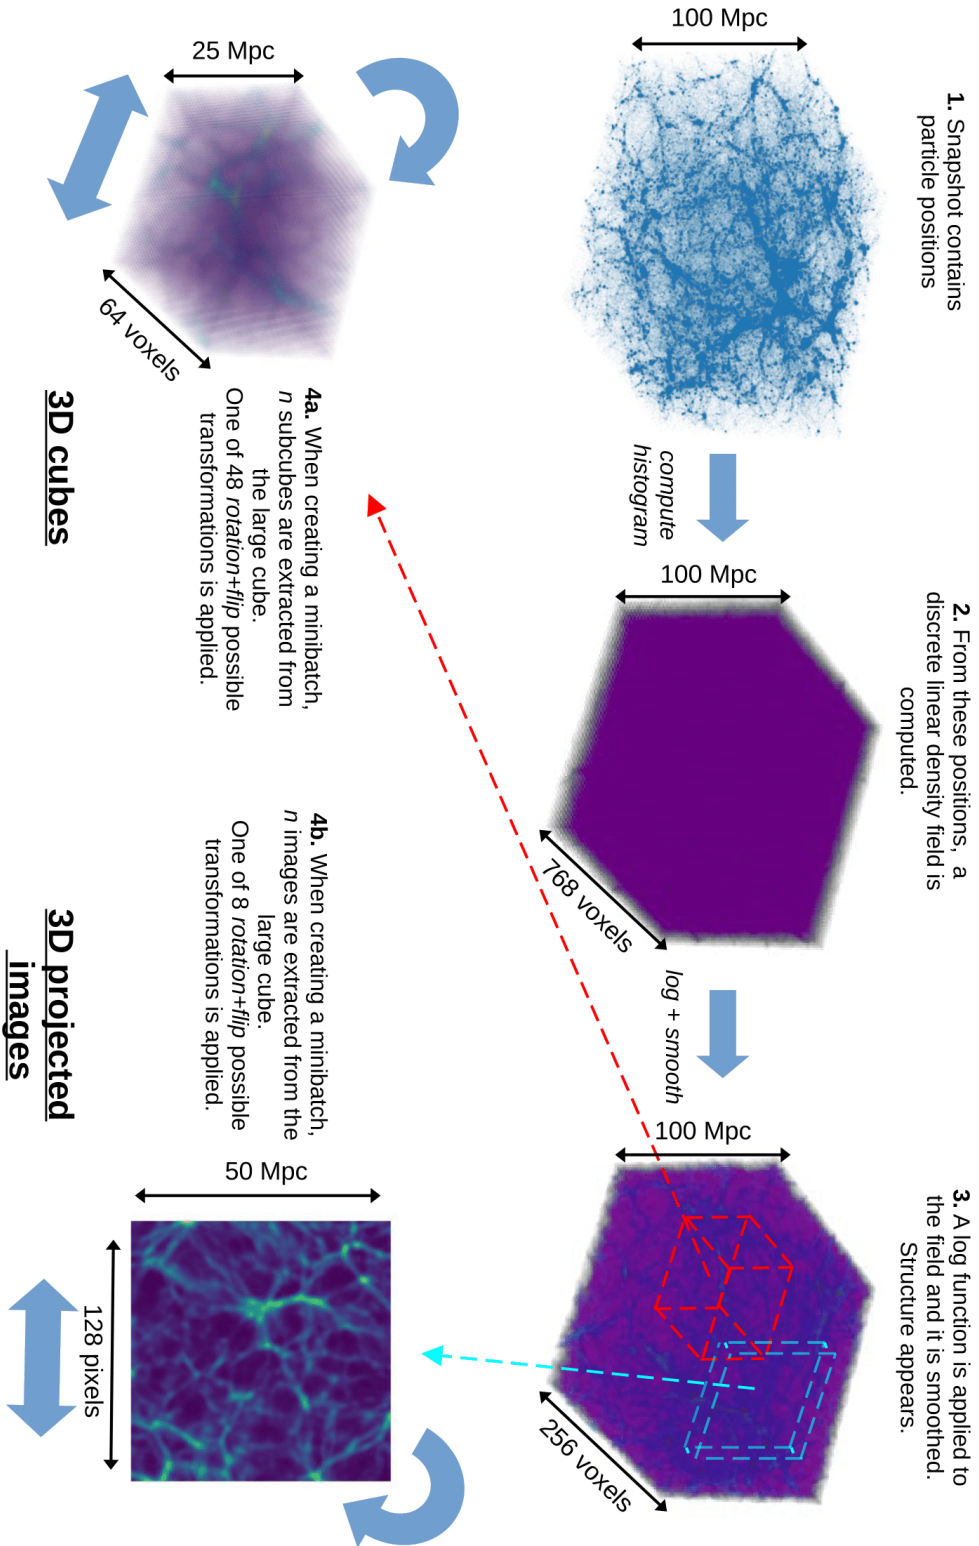 1. Snapshot contains
particle positions
100 Mpc
compute
histogram
2. From these positions, a
discrete linear density field is
computed.
100 Mpc
768 voxels
log + smooth
3. A log function is applied to
the field and it is smoothed.
Structure appears.
100 Mpc
256 voxels
25 Mpc
64 voxels
4a. When creating a minibatch,
n subcubes are extracted from
the large cube.
One of 48 rotation+flip possible
transformations is applied.
3D cubes
4b. When creating a minibatch,
n images are extracted from the
large cube.
One of 8 rotation+flip possible
transformations is applied.
3D projected
images
50 Mpc
128 pixels